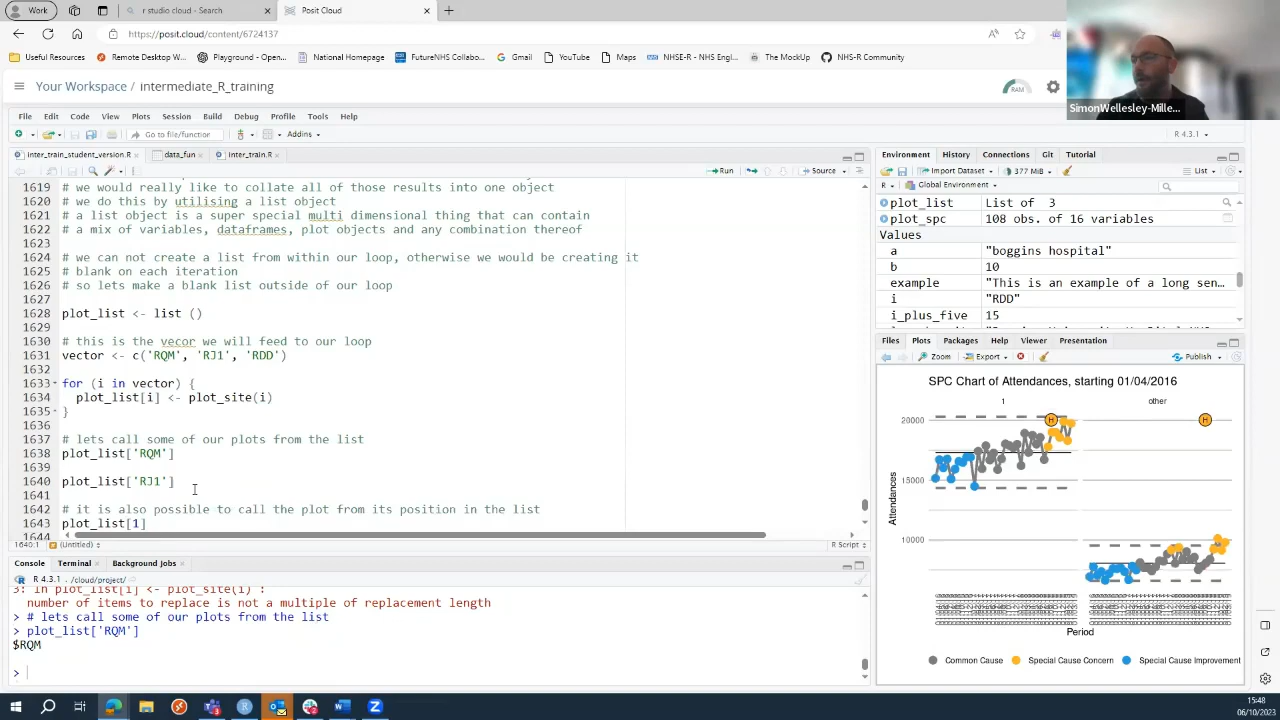 Work
r studio cloud - Search
Posit Cloud
https://posit.cloud/content/6724137
Useful Resources
Remote Desktop W...
Playground - Open...
National Homepage
FutureNHS Collabo...
Gmail
YouTube
Maps
NHSE-R - NHS Engl...
The MockUp
NHS-R Community
SimonWellesley-Mille...
Your Workspace / intermediate_R_training
RAM
File Edit Code View Plots Session Build Debug Profile Tools Help
Go to file/function
Addins
R 4.3.1
inter_train_student_version.R
data_fun
inter_train.R
Run
Source
1619 # we would really like to collate all of those results into one object
1620 # we do this by utilising a list object
1621 # a list object is a super special multi dimensional thing that can contain
1622 # a mix of variables, dataframes, plot objects and any combination thereof
1623
1624 # we can not create a list from within our loop, otherwise we would be creating it
1625 # blank on each iteration
1626 # so lets make a blank list outside of our loop
1627
1628 plot_list <- list ()
1629
1630 # this is the vecor we will feed to our loop
1631 vector <- c('RQM', 'RJ1', 'RDD')
1632
1633 for (i in vector) {
1634 plot_list[i] <- plot_site(i)
1635 }
1636
1637 # lets call some of our plots from the list
1638 plot_list['RQM']
1639
1640 plot_list['RJ1']
1641
1642 # it is also possible to call the plot from its position in the list
1643 plot_list[1]
1644
1640:1 (Untitled)
R Script
Console Terminal Background Jobs
R 4.3.1 · /cloud/project/
3: In plot_list[i] <- plot_site(i) :
number of items to replace is not a multiple of replacement length
> # lets call some of our plots from the list
> plot_list['RQM']
$RQM
>
Environment History Connections Git Tutorial
Import Dataset
377 MiB
List
R
Global Environment
plot_list List of 3
plot_spc 108 obs. of 16 variables
Values
a "boggins hospital"
b 10
example "This is an example of a long sen...
i "RDD"
i_plus_five 15
Files Plots Packages Help Viewer Presentation
Zoom
Export
Publish
SPC Chart of Attendances, starting 01/04/2016
1
other
20000
15000
10000
H
H
Attendances
Period
Common Cause
Special Cause Concern
Special Cause Improvement
15:48
06/10/2023